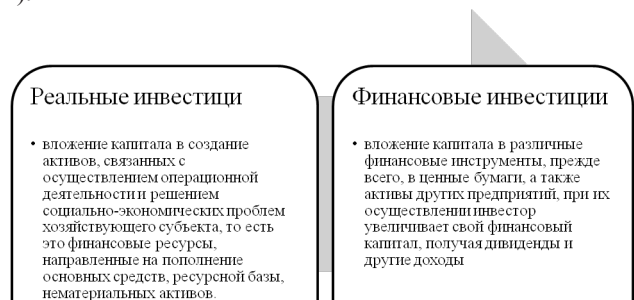 ).
Реальные инвестици
• вложение капитала в создание
активов, связанных с
осуществлением операционной
деятельности и решением
социально-экономических проблем
хозяйствующего субъекта, то есть
это финансовые ресурсы,
направленные на пополнение
основных средств, ресурсной базы,
нематериальных активов.
Финансовые инвестиции
• вложение капитала в различные
финансовые инструменты, прежде
всего, в ценные бумаги, а также
активы других предприятий, при их
осуществлении инвестор
увеличивает свой финансовый
капитал, получая дивиденды и
другие доходы